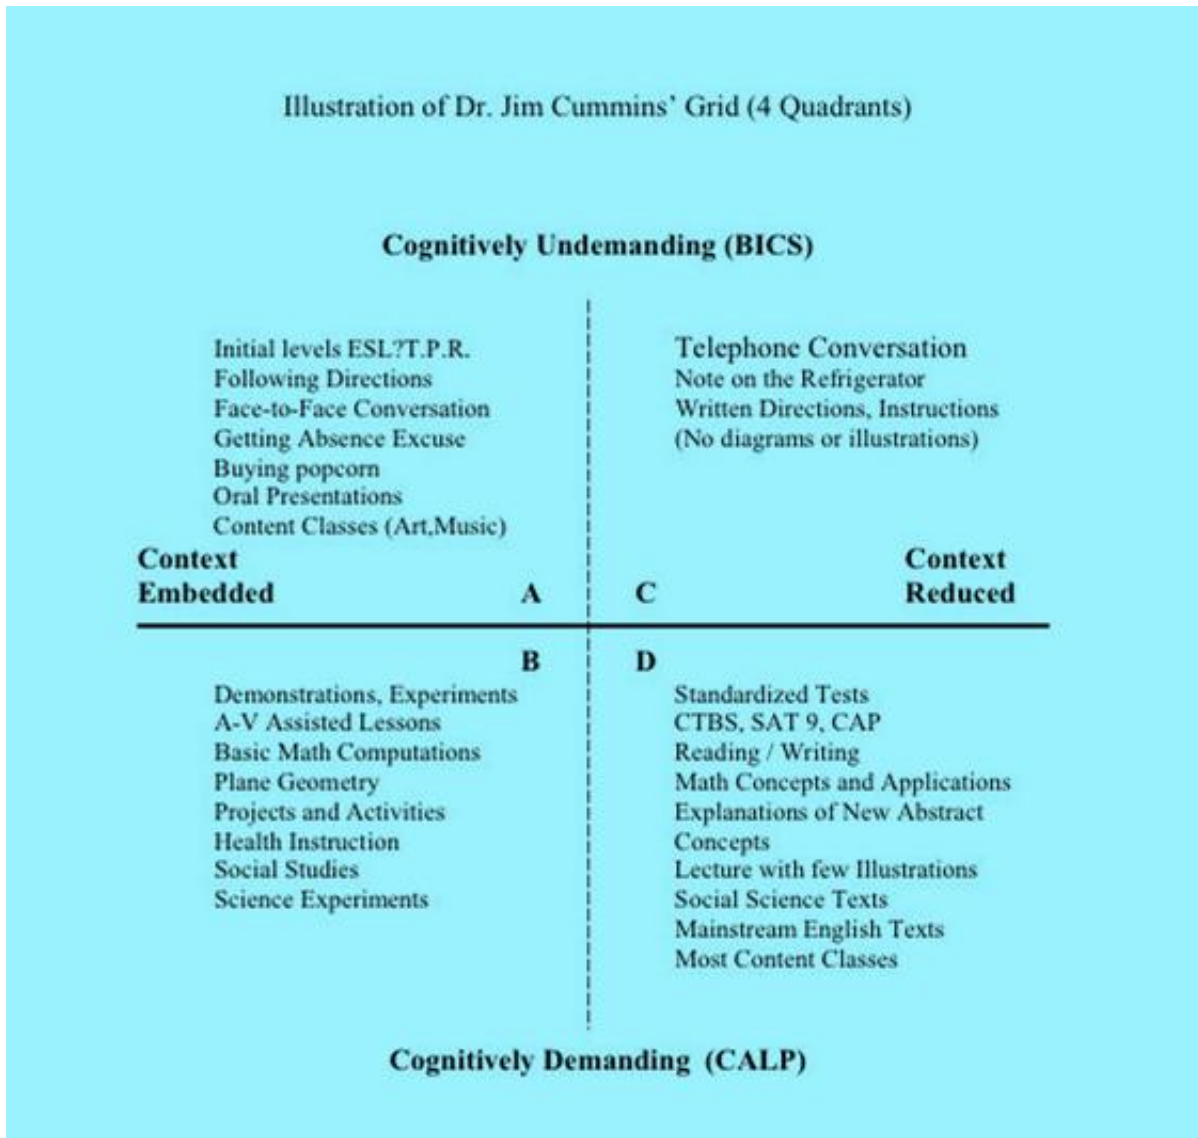 Illustration of Dr. Jim Cummins' Grid (4 Quadrants)
Cognitively Undemanding (BICS)
Initial levels ESL?T.P.R.
Following Directions
Face-to-Face Conversation
Getting Absence Excuse
Buying popcorn
Oral Presentations
Content Classes (Art,Music)
Telephone Conversation
Note on the Refrigerator
Written Directions, Instructions
(No diagrams or illustrations)
Context
Embedded
A
C
Context
Reduced
B
D
Demonstrations, Experiments
A-V Assisted Lessons
Basic Math Computations
Plane Geometry
Projects and Activities
Health Instruction
Social Studies
Science Experiments
Standardized Tests
CTBS, SAT 9, CAP
Reading / Writing
Math Concepts and Applications
Explanations of New Abstract
Concepts
Lecture with few Illustrations
Social Science Texts
Mainstream English Texts
Most Content Classes
Cognitively Demanding (CALP)